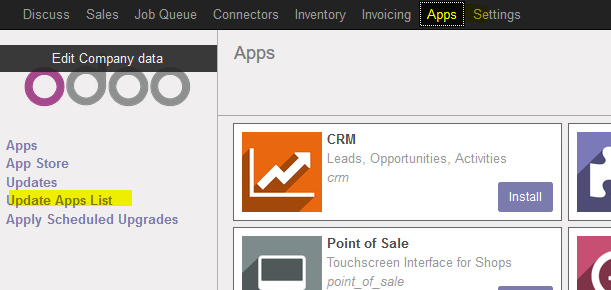 Discuss Sales Job Queue Connectors Inventory Invoicing Apps Settings
Edit Company data
Apps
App Store
Updates
Update Apps List
Apply Scheduled Upgrades
Apps
CRM
Leads, Opportunities, Activities
crm
Install
Point of Sale
Touchscreen Interface for Shops
point_of_sale